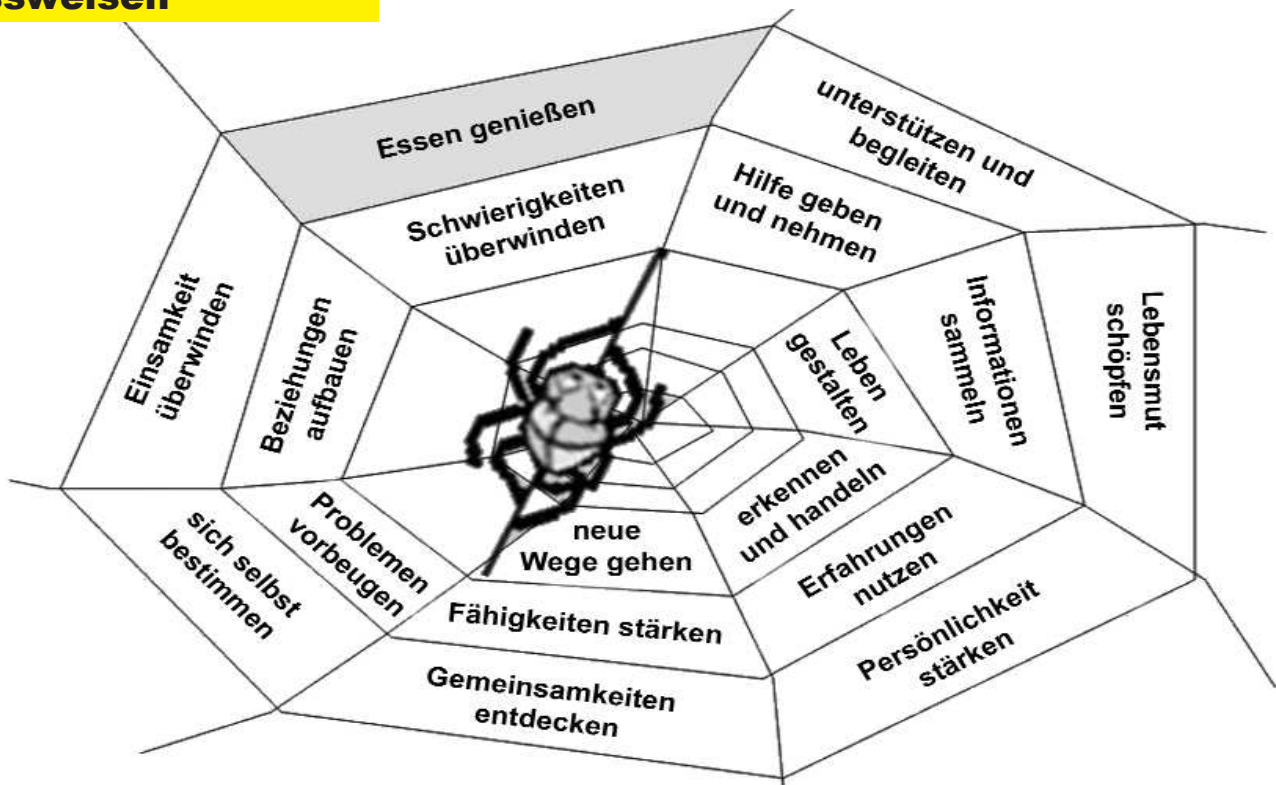 Essen genießen
unterstützen und
begleiten
Schwierigkeiten
überwinden
Hilfe geben
und nehmen
Einsamkeit
überwinden
Beziehungen
aufbauen
Leben
gestalten
Informationen
sammeln
Lebensmut
schöpfen
sich selbst
bestimmen
Problemen
vorbeugen
neue
Wege gehen
erkennen
und handeln
Erfahrungen
nutzen
Fähigkeiten stärken
Persönlichkeit
stärken
Gemeinsamkeiten
entdecken